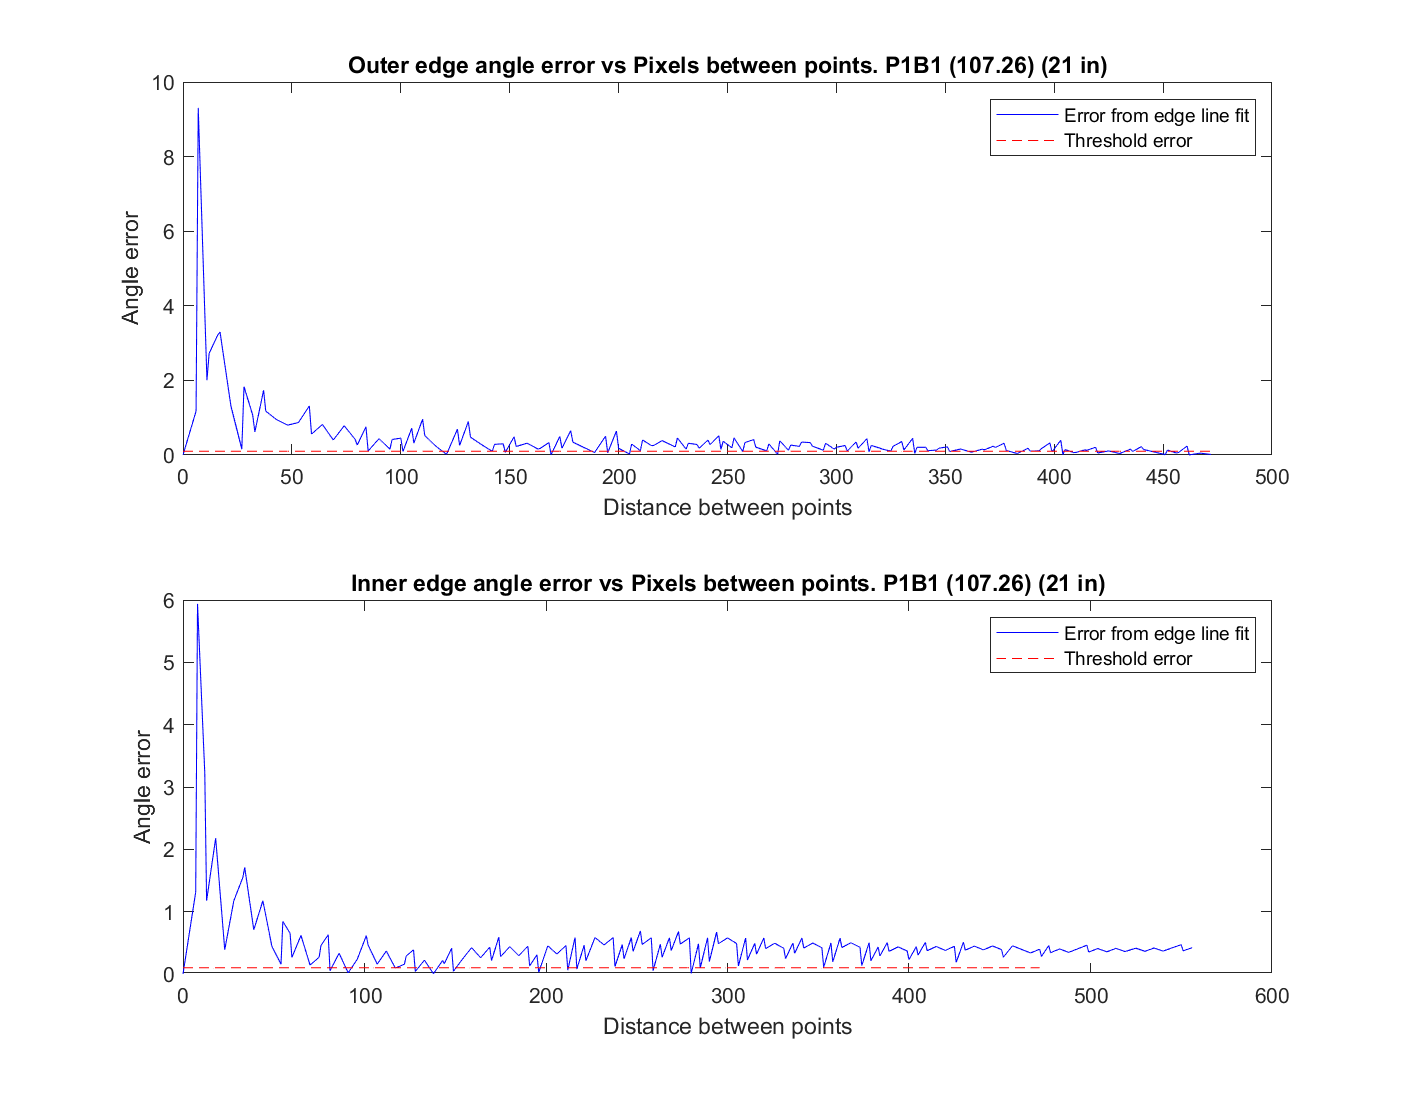 Outer edge angle error vs Pixels between points. P1B1 (107.26) (21 in)
10
8
6
4
2
0
Angle error
Error from edge line fit
Threshold error
0 50 100 150 200 250 300 350 400 450 500
Distance between points
Inner edge angle error vs Pixels between points. P1B1 (107.26) (21 in)
6
5
4
3
2
1
0
Angle error
Error from edge line fit
Threshold error
0 100 200 300 400 500 600
Distance between points